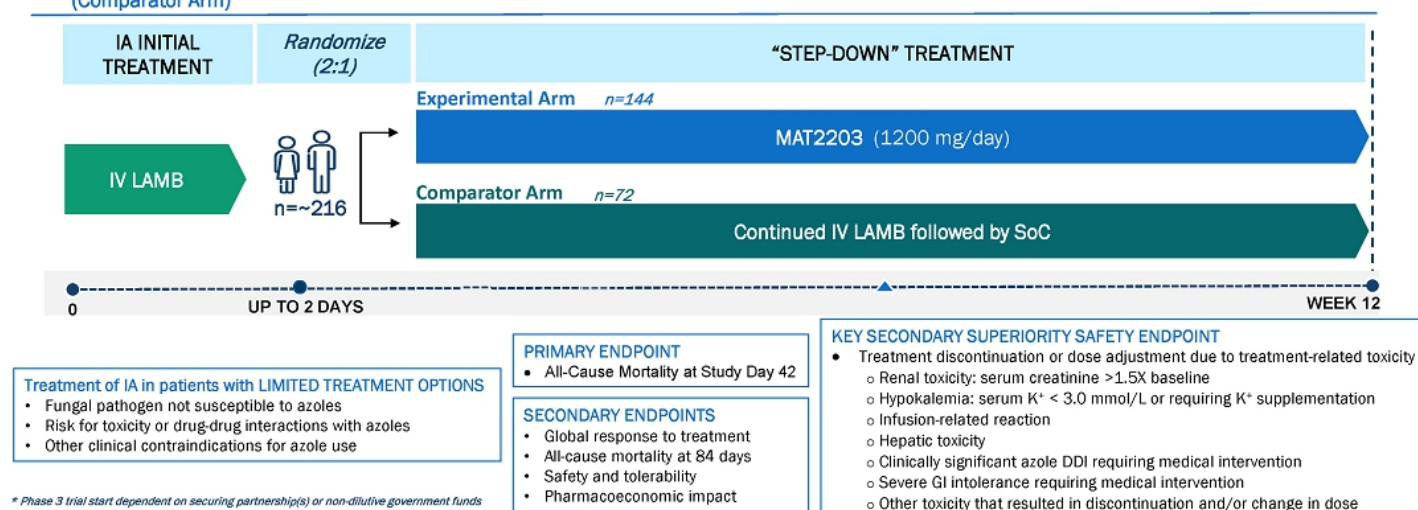 (Comparator Arm)
IA INITIAL
TREATMENT
Randomize
(2:1)
"STEP-DOWN" TREATMENT
Experimental Arm n=144
MAT2203 (1200 mg/day)
IV LAMB
n=~216
Comparator Arm n=72
Continued IV LAMB followed by SoC
0
UP TO 2 DAYS
WEEK 12
Treatment of IA in patients with LIMITED TREATMENT OPTIONS
• Fungal pathogen not susceptible to azoles
• Risk for toxicity or drug-drug interactions with azoles
• Other clinical contraindications for azole use
* Phase 3 trial start dependent on securing partnership(s) or non-dilutive government funds
PRIMARY ENDPOINT
• All-Cause Mortality at Study Day 42
SECONDARY ENDPOINTS
• Global response to treatment
• All-cause mortality at 84 days
• Safety and tolerability
• Pharmacoeconomic impact
KEY SECONDARY SUPERIORITY SAFETY ENDPOINT
• Treatment discontinuation or dose adjustment due to treatment-related toxicity
o Renal toxicity: serum creatinine >1.5X baseline
o Hypokalemia: serum K⁺ < 3.0 mmol/L or requiring K⁺ supplementation
o Infusion-related reaction
o Hepatic toxicity
o Clinically significant azole DDI requiring medical intervention
o Severe GI intolerance requiring medical intervention
o Other toxicity that resulted in discontinuation and/or change in dose